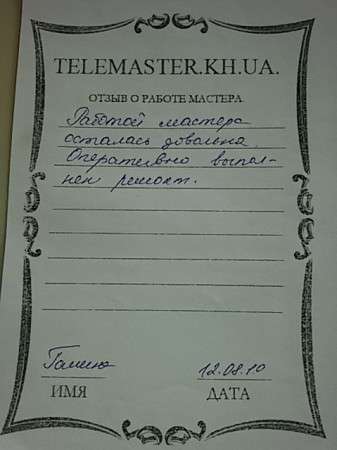 TELEMASTER.KH.UA.
ОТЗЫВ О РАБОТЕ МАСТЕРА
Работой мастера
осталась довольна.
Оперативно выпол-
нен ремонт.
Галина 12.08.10
ИМЯ ДАТА